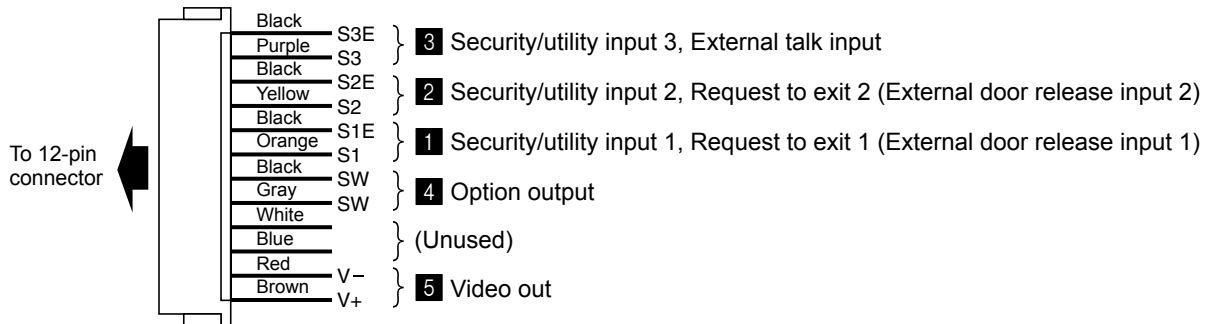 Black
S3E
Purple
S3
3 Security/utility input 3, External talk input
Black
S2E
Yellow
S2
2 Security/utility input 2, Request to exit 2 (External door release input 2)
Black
S1E
Orange
S1
1 Security/utility input 1, Request to exit 1 (External door release input 1)
To 12-pin
connector
Black
SW
Gray
SW
4 Option output
White
Blue
(Unused)
Red
V−
Brown
V+
5 Video out